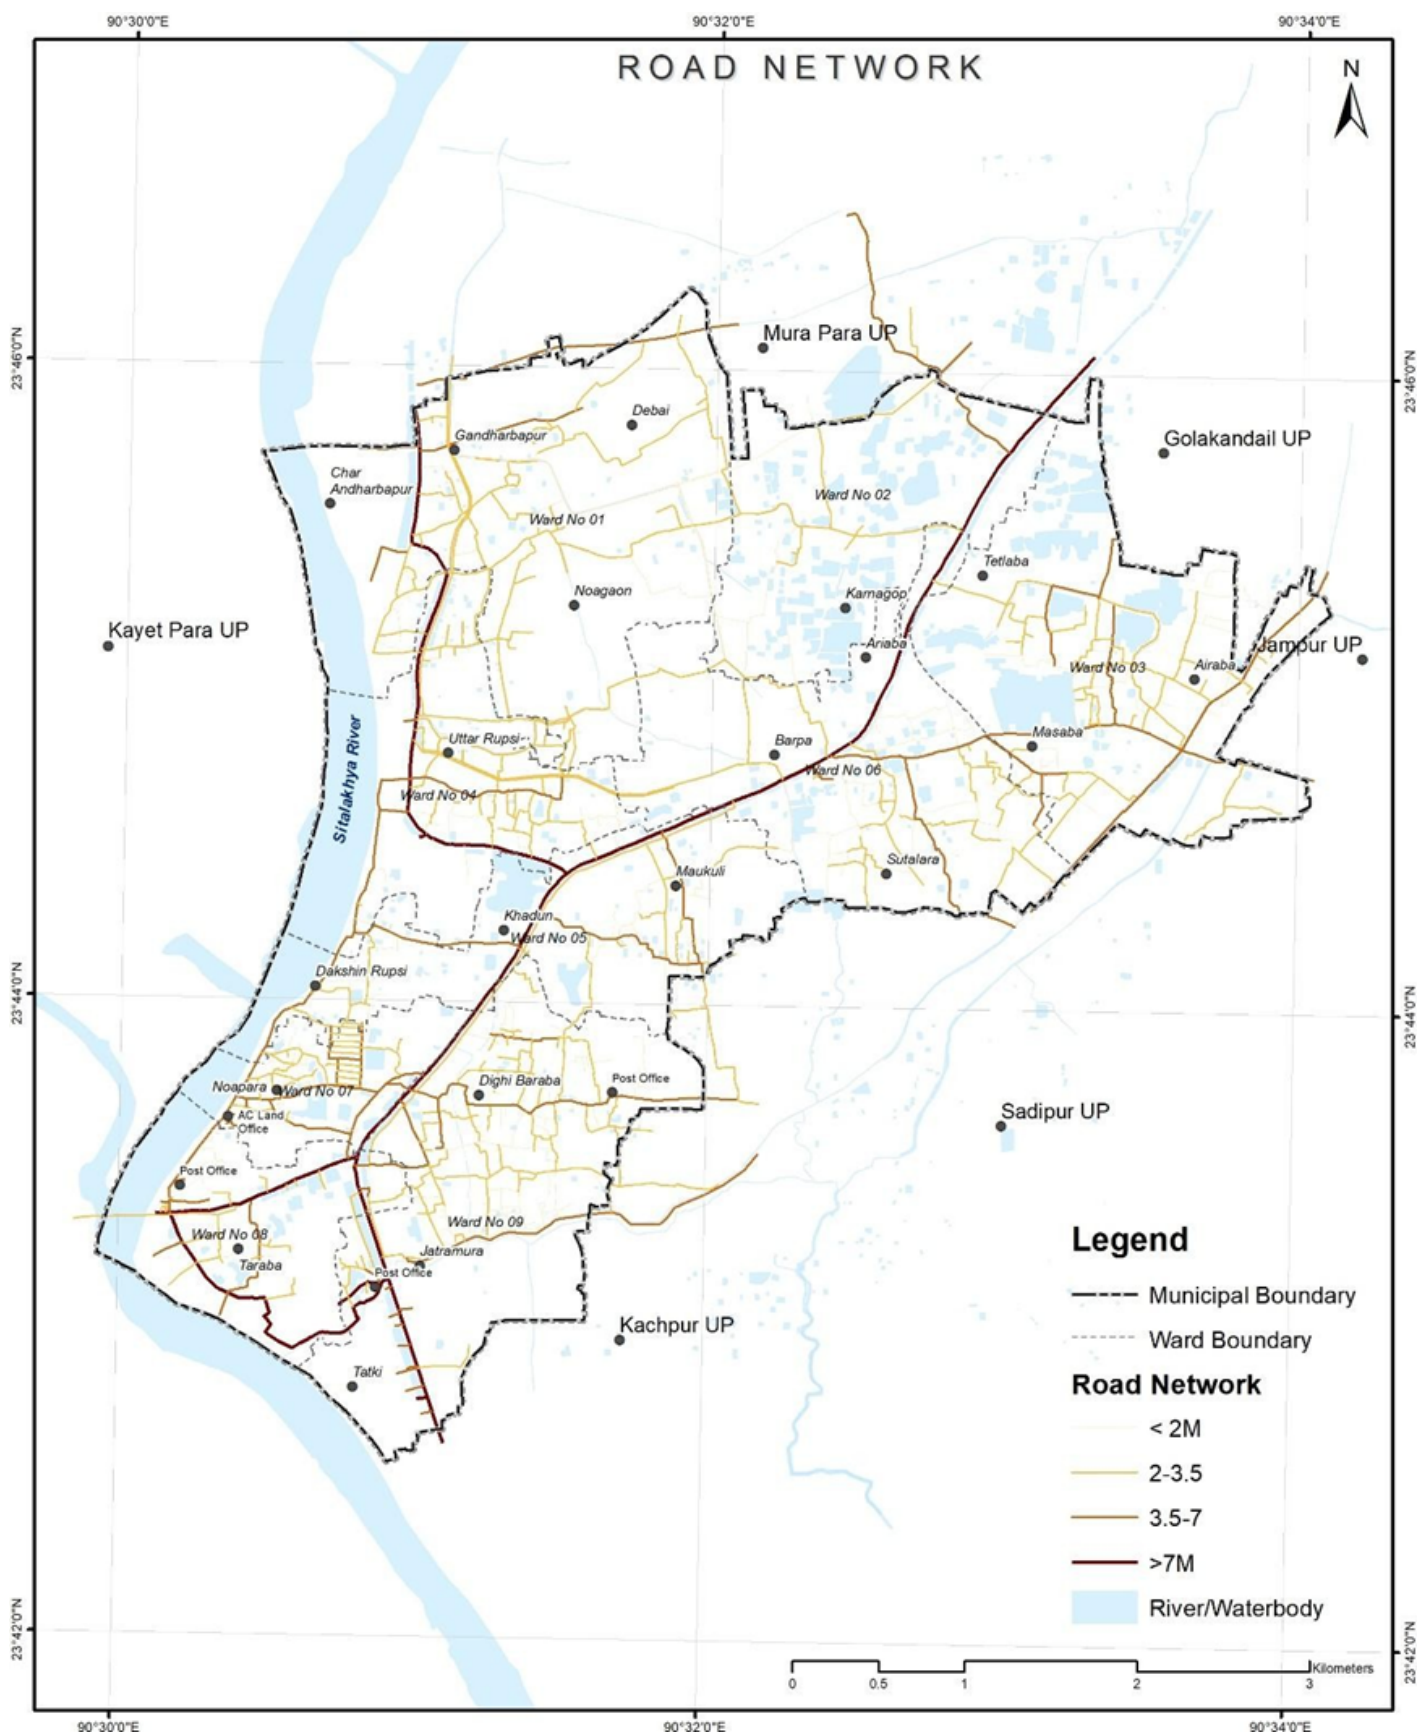 90°30'0"E
90°32'0"E
90°34'0"E
ROAD NETWORK
N
23°46'0"N
23°46'0"N
Mura Para UP
Debai
Gandharbapur
Golakandail UP
Char
Andharbapur
Ward No 02
Ward No 01
Tetlaba
Noagaon
Karnagop
Kayet Para UP
Ariaba
Jampur UP
Ward No 03
Airaba
Sitalakhya River
Uttar Rupsi
Masaba
Barpa
Ward No 06
Ward No 04
Sutalara
Maukuli
Khadun
Ward No 05
Dakshin Rupsi
23°44'0"N
23°44'0"N
Noapara
Ward No 07
Dighi Baraba
Post Office
AC Land
Office
Sadipur UP
Post Office
Ward No 09
Ward No 08
Taraba
Jatramura
Post Office
Kachpur UP
Tatki
Legend
Municipal Boundary
Ward Boundary
Road Network
< 2M
2-3.5
3.5-7
>7M
River/Waterbody
23°42'0"N
23°42'0"N
Kilometers
0 0.5 1 2 3
90°30'0"E
90°32'0"E
90°34'0"E